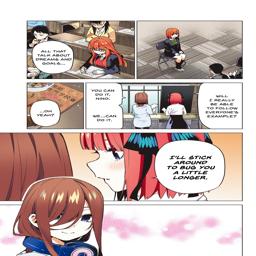 ALL THAT
TALK ABOUT
DREAMS AND
GOALS...
WILL
I REALLY
BE ABLE
TO FOLLOW
EVERYONE'S
EXAMPLE?
YOU CAN
DO IT,
NINO.
WE...CAN
DO IT.
...OH
YEAH?
I'LL STICK
AROUND
TO BUG YOU
A LITTLE
LONGER.